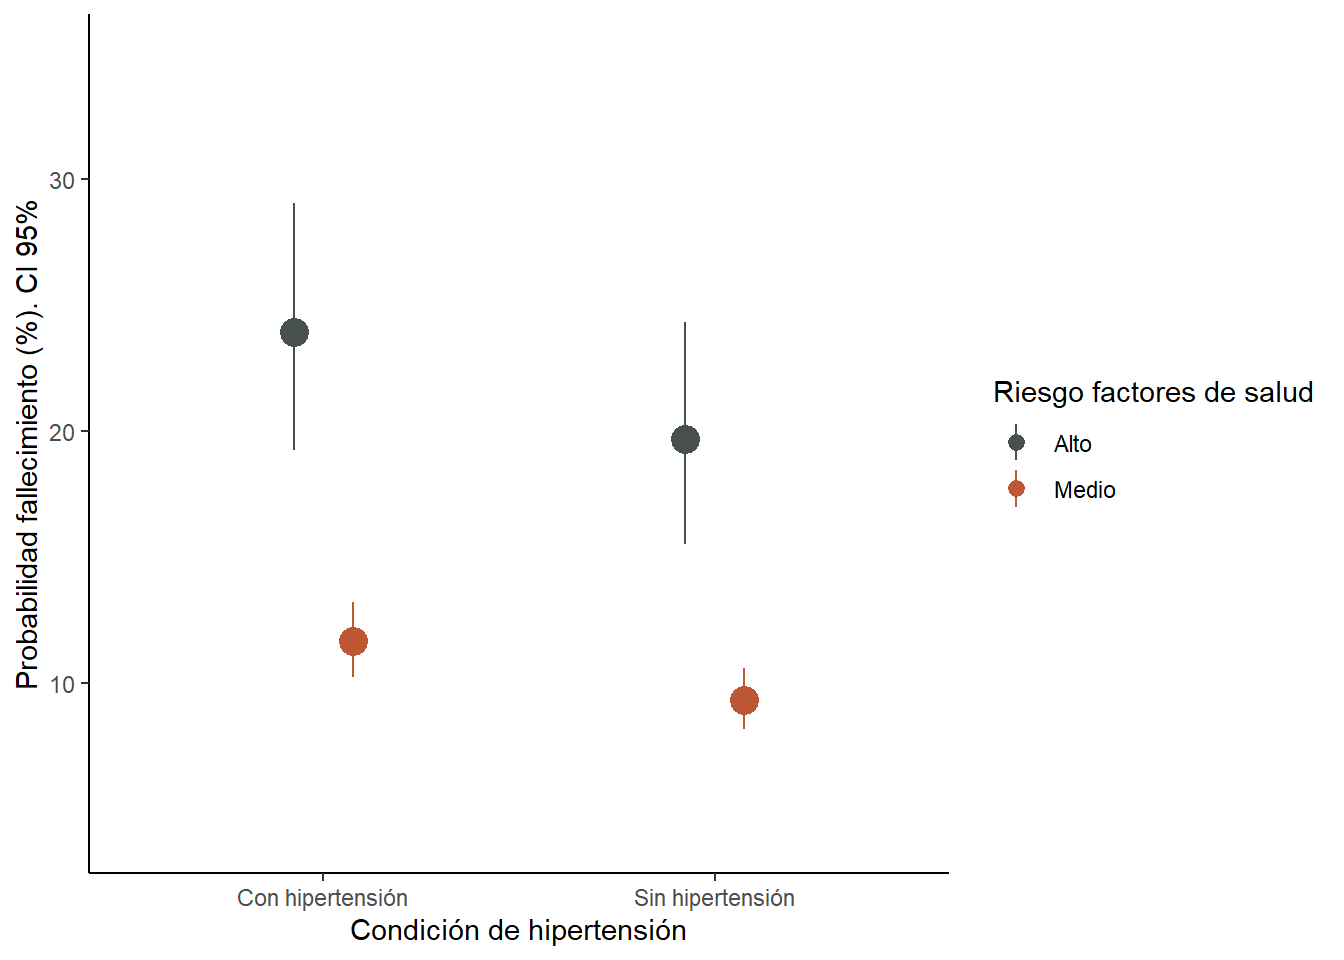 Probabilidad fallecimiento (%). CI 95%
30
20
10
Con hipertensión
Sin hipertensión
Condición de hipertensión
Riesgo factores de salud
Alto
Medio